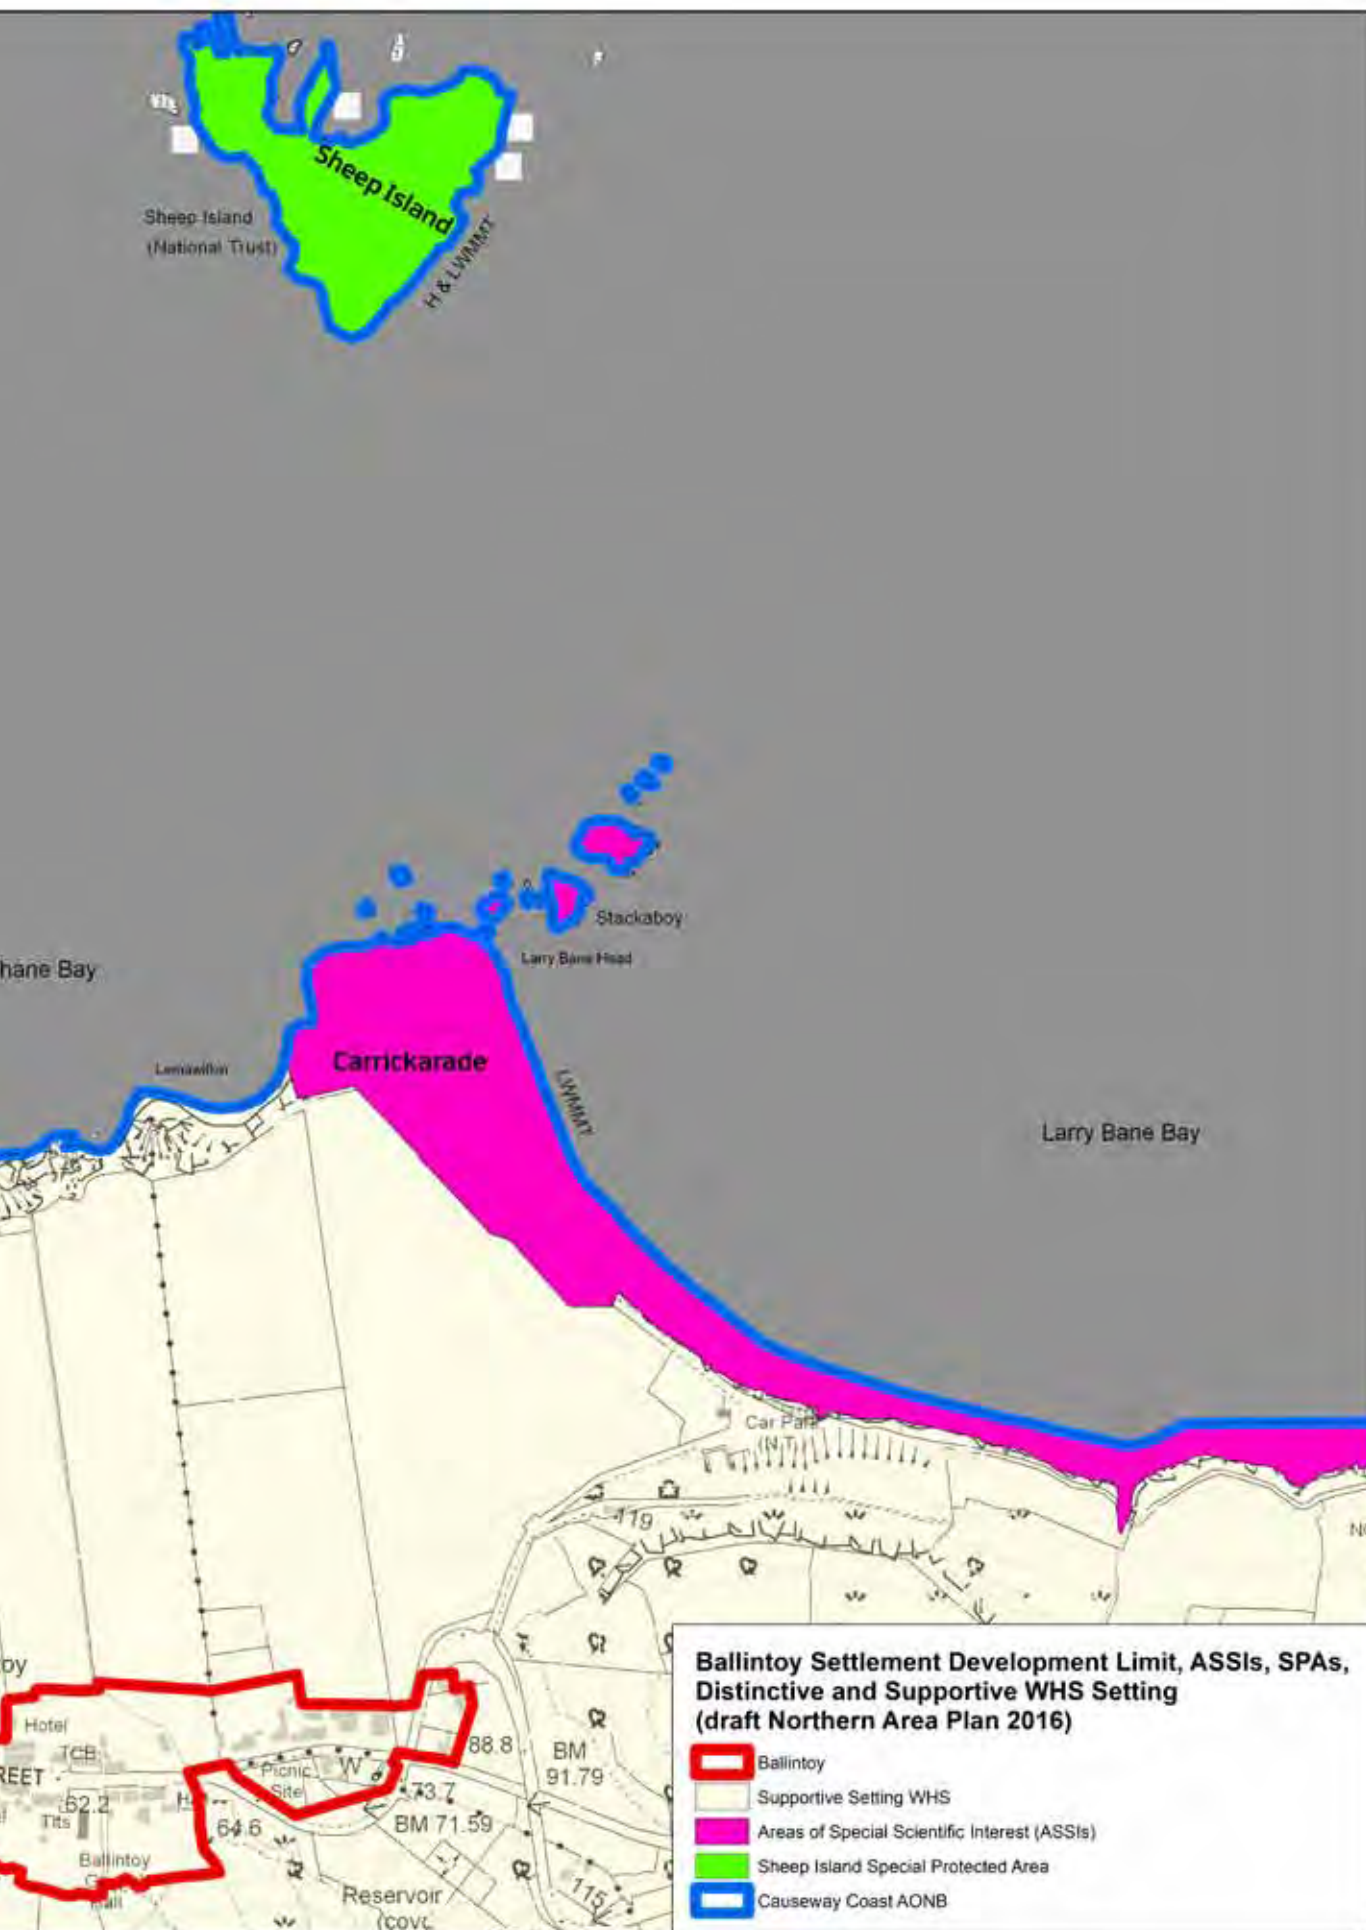 Sheep Island
Sheep Island
(National Trust)
H & LWMMT
Stackaboy
Larry Bane Head
hane Bay
Carrickarade
LWMMT
Larry Bane Bay
Car Park
(N.T)
119
oy
Hotel
TCB
REET
62.2
Picnic
Site
W
88.8
BM
91.79
73.7
BM 71.59
64.6
Ballintoy
Reservoir
115
Ballintoy Settlement Development Limit, ASSIs, SPAs,
Distinctive and Supportive WHS Setting
(draft Northern Area Plan 2016)
Ballintoy
Supportive Setting WHS
Areas of Special Scientific Interest (ASSIs)
Sheep Island Special Protected Area
Causeway Coast AONB